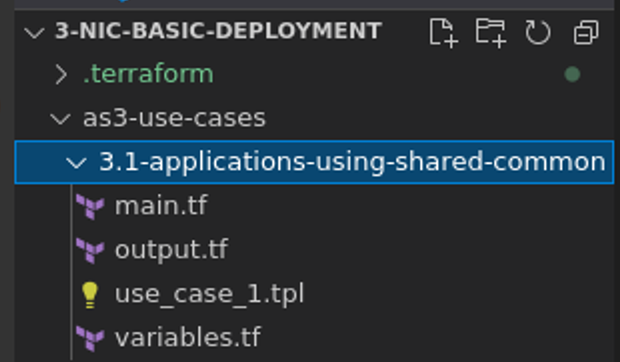 3-NIC-BASIC-DEPLOYMENT
.terraform
as3-use-cases
3.1-applications-using-shared-common
main.tf
output.tf
use_case_1.tpl
variables.tf